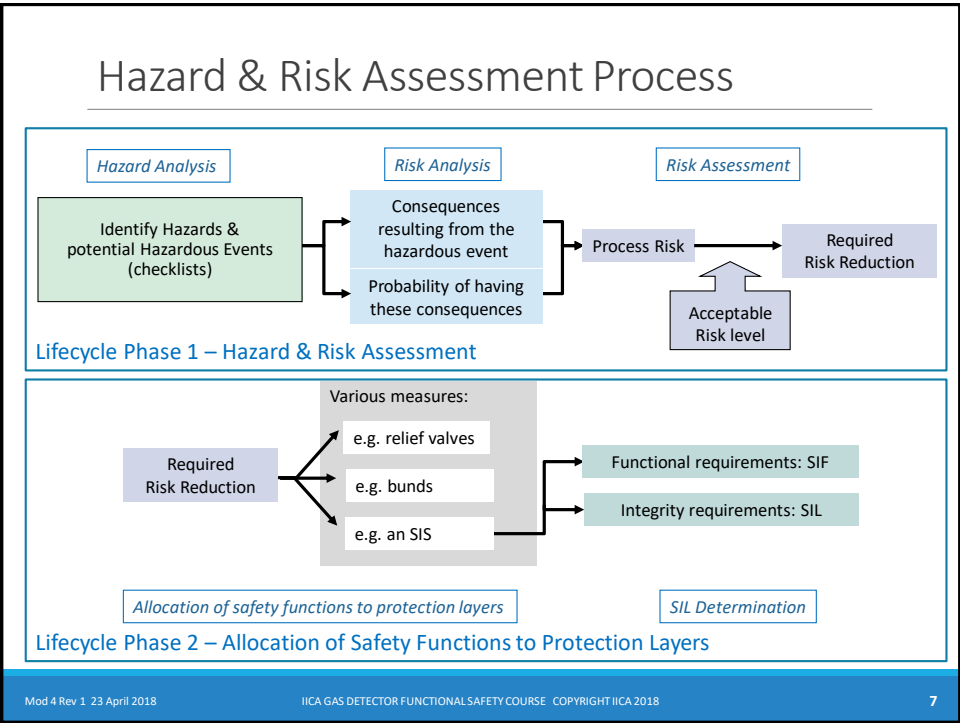 Hazard & Risk Assessment Process
Hazard Analysis
Risk Analysis
Risk Assessment
Identify Hazards &
potential Hazardous Events
(checklists)
Consequences
resulting from the
hazardous event
Probability of having
these consequences
Process Risk
Required
Risk Reduction
Acceptable
Risk level
Lifecycle Phase 1 – Hazard & Risk Assessment
Various measures:
e.g. relief valves
Required
Risk Reduction
e.g. bunds
e.g. an SIS
Functional requirements: SIF
Integrity requirements: SIL
Allocation of safety functions to protection layers
SIL Determination
Lifecycle Phase 2 – Allocation of Safety Functions to Protection Layers
Mod 4 Rev 1 23 April 2018
IICA GAS DETECTOR FUNCTIONAL SAFETY COURSE COPYRIGHT IICA 2018
7